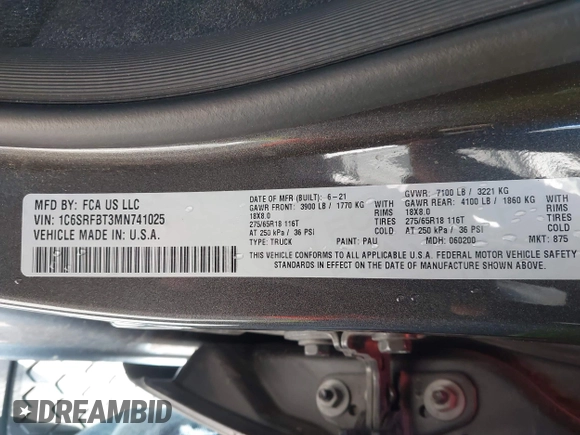 MFD BY: FCA US LLC
VIN: 1C6SRFBT3MN741025
VEHICLE MADE IN: U.S.A.
DATE OF MFR (BUILT): 6-21
GAWR FRONT: 3900 LB / 1770 KG
18X8.0 RIMS
275/65R18 116T TIRES
AT 250 kPa / 36 PSI COLD
TYPE: TRUCK PAINT: PAU MDH: 060200 MKT: 875
GVWR: 7100 LB / 3221 KG
GAWR REAR: 4100 LB / 1860 KG
18X8.0 RIMS
275/65R18 116T TIRES
AT 250 kPa / 36 PSI COLD
THIS VEHICLE CONFORMS TO ALL APPLICABLE U.S.A. FEDERAL MOTOR VEHICLE SAFETY
STANDARDS IN EFFECT ON THE DATE OF MANUFACTURE SHOWN ABOVE.
DREAMBID